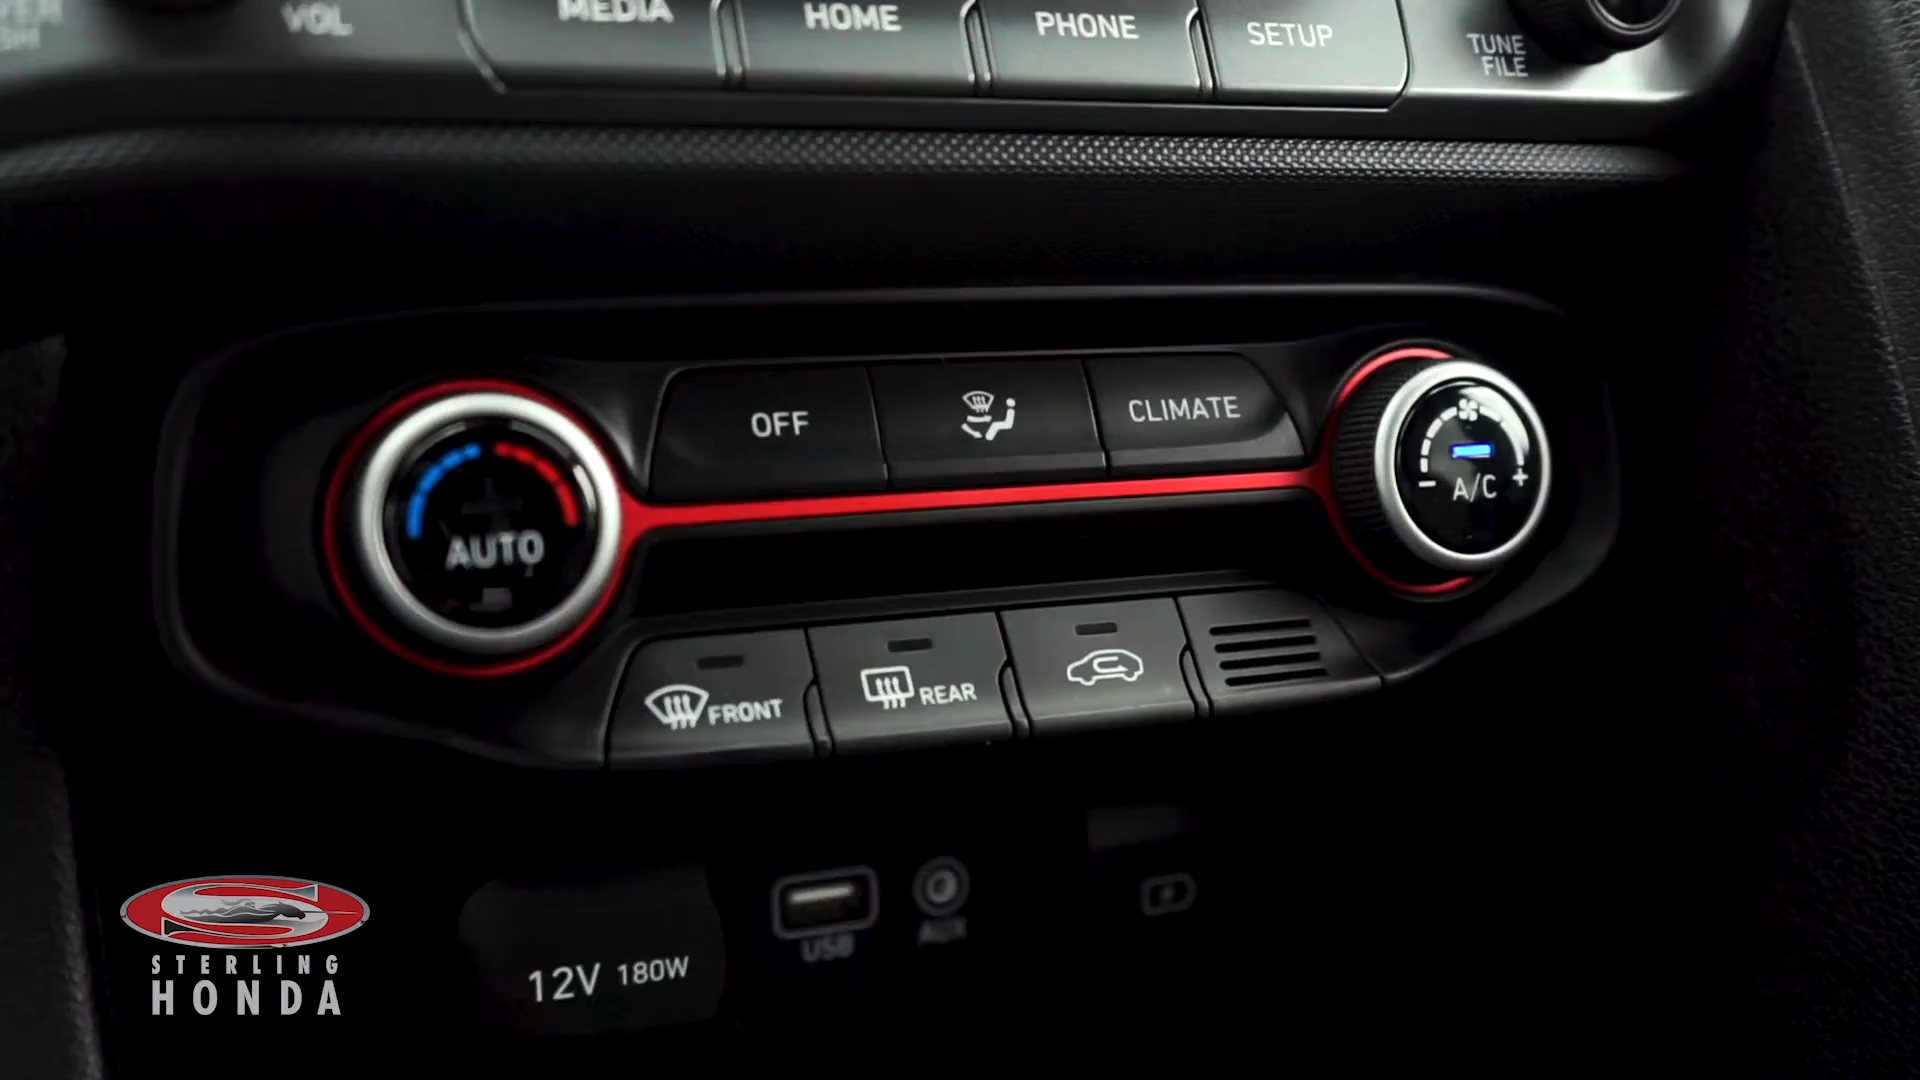 VOL
MEDIA
HOME
PHONE
SETUP
TUNE
FILE
OFF
CLIMATE
AUTO
A/C
- +
FRONT
REAR
USB
AUX
12V 180W
STERLING
HONDA